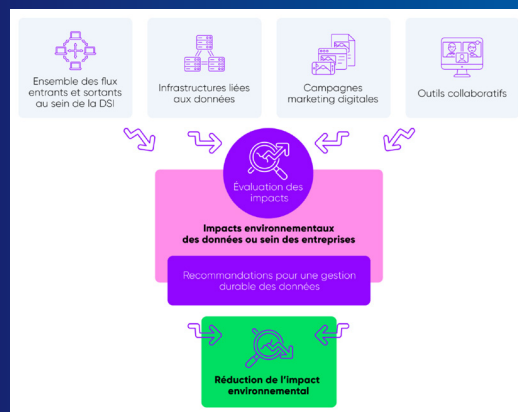 Ensemble des flux
entrants et sortants
au sein de la DSI
Infrastructures liées
aux données
Campagnes
marketing digitales
Outils collaboratifs
Évaluation des
impacts
Impacts environnementaux
des données ou sein des entreprises
Recommandations pour une gestion
durable des données
Réduction de l'impact
environnemental